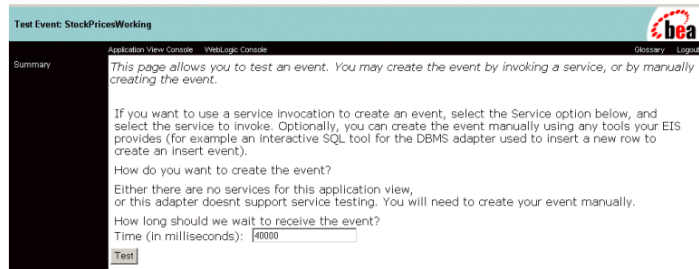 Test Event: StockPricesWorking
bea
Application View Console WebLogic Console
Glossary Logout
Summary
This page allows you to test an event. You may create the event by invoking a service, or by manually
creating the event.
If you want to use a service invocation to create an event, select the Service option below, and
select the service to invoke. Optionally, you can create the event manually using any tools your EIS
provides (for example an interactive SQL tool for the DBMS adapter used to insert a new row to
create an insert event).
How do you want to create the event?
Either there are no services for this application view,
or this adapter doesnt support service testing. You will need to create your event manually.
How long should we wait to receive the event?
Time (in milliseconds): 40000
Test